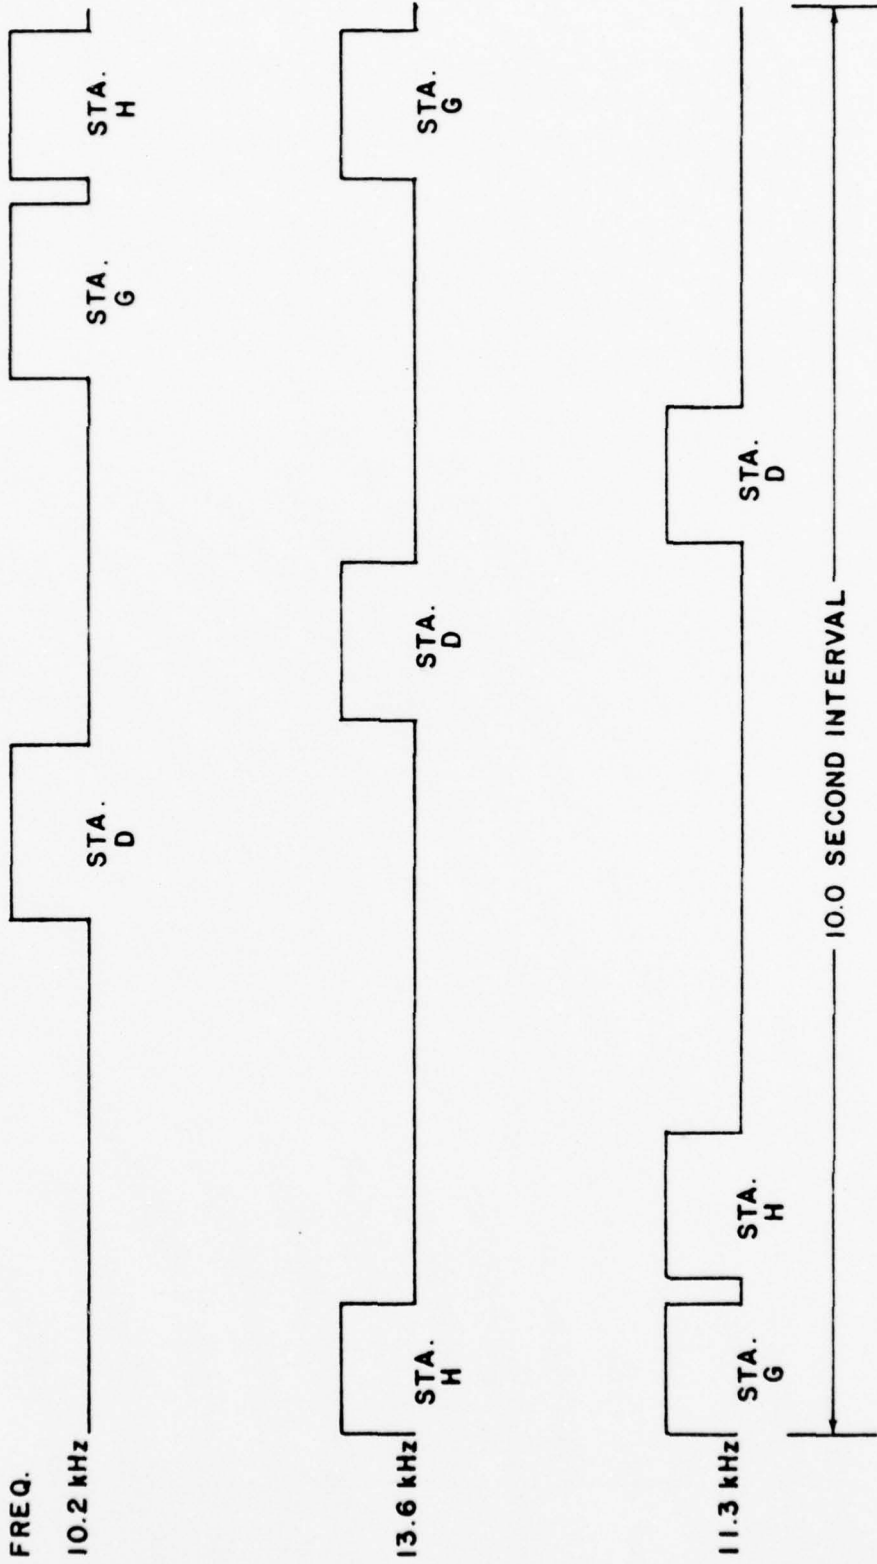 FREQ.
10.2 kHz
STA.
D
STA.
G
STA.
H
13.6 kHz
STA.
H
STA.
D
STA.
G
11.3 kHz
STA.
G
STA.
H
STA.
D
10.0 SECOND INTERVAL